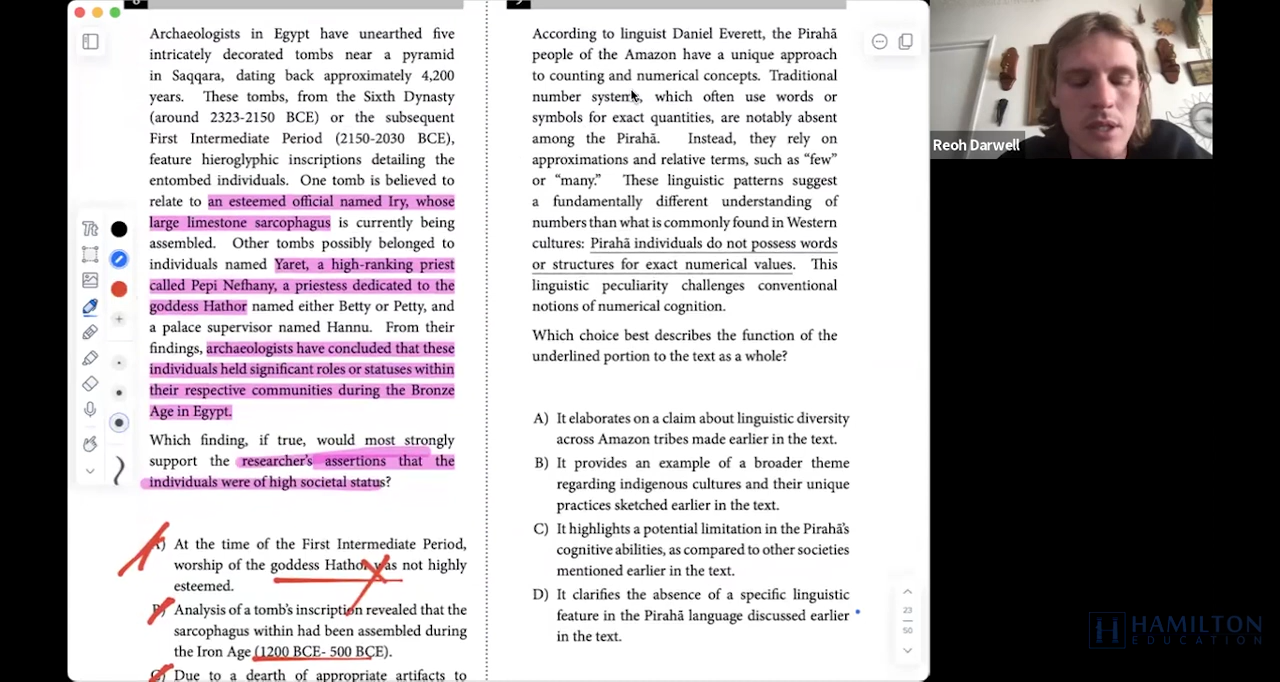 Archaeologists in Egypt have unearthed five
intricately decorated tombs near a pyramid
in Saqqara, dating back approximately 4,200
years. These tombs, from the Sixth Dynasty
(around 2323-2150 BCE) or the subsequent
First Intermediate Period (2150-2030 BCE),
feature hieroglyphic inscriptions detailing the
entombed individuals. One tomb is believed to
relate to an esteemed official named Iry, whose
large limestone sarcophagus is currently being
assembled. Other tombs possibly belonged to
individuals named Yaret, a high-ranking priest
called Pepi Nefhany, a priestess dedicated to the
goddess Hathor named either Betty or Petty, and
a palace supervisor named Hannu. From their
findings, archaeologists have concluded that these
individuals held significant roles or statuses within
their respective communities during the Bronze
Age in Egypt.
Which finding, if true, would most strongly
support the researcher's assertions that the
individuals were of high societal status?
A) At the time of the First Intermediate Period,
worship of the goddess Hathor was not highly
esteemed.
B) Analysis of a tomb's inscription revealed that the
sarcophagus within had been assembled during
the Iron Age (1200 BCE- 500 BCE).
C) Due to a dearth of appropriate artifacts to
According to linguist Daniel Everett, the Pirahã
people of the Amazon have a unique approach
to counting and numerical concepts. Traditional
number systems, which often use words or
symbols for exact quantities, are notably absent
among the Pirahã. Instead, they rely on
approximations and relative terms, such as “few”
or “many.” These linguistic patterns suggest
a fundamentally different understanding of
numbers than what is commonly found in Western
cultures: Pirahã individuals do not possess words
or structures for exact numerical values. This
linguistic peculiarity challenges conventional
notions of numerical cognition.
Which choice best describes the function of the
underlined portion to the text as a whole?
A) It elaborates on a claim about linguistic diversity
across Amazon tribes made earlier in the text.
B) It provides an example of a broader theme
regarding indigenous cultures and their unique
practices sketched earlier in the text.
C) It highlights a potential limitation in the Pirahã's
cognitive abilities, as compared to other societies
mentioned earlier in the text.
D) It clarifies the absence of a specific linguistic
feature in the Pirahã language discussed earlier
in the text.
23
50
Reoh Darwell
HAMILTON
EDUCATION